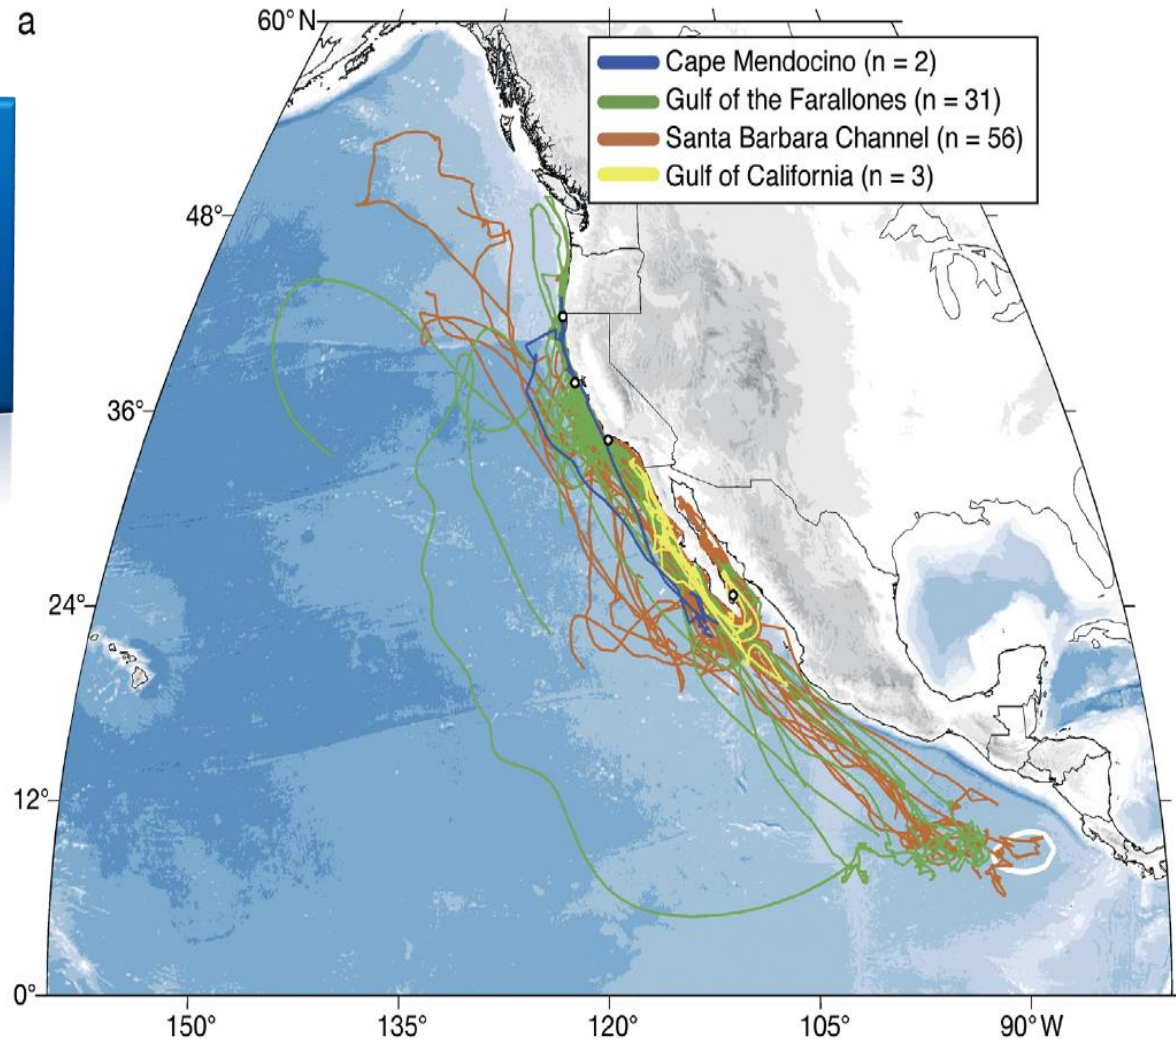 a
60° N
Cape Mendocino (n = 2)
Gulf of the Farallones (n = 31)
Santa Barbara Channel (n = 56)
Gulf of California (n = 3)
48°
36°
24°
12°
0°
150°
135°
120°
105°
90° W